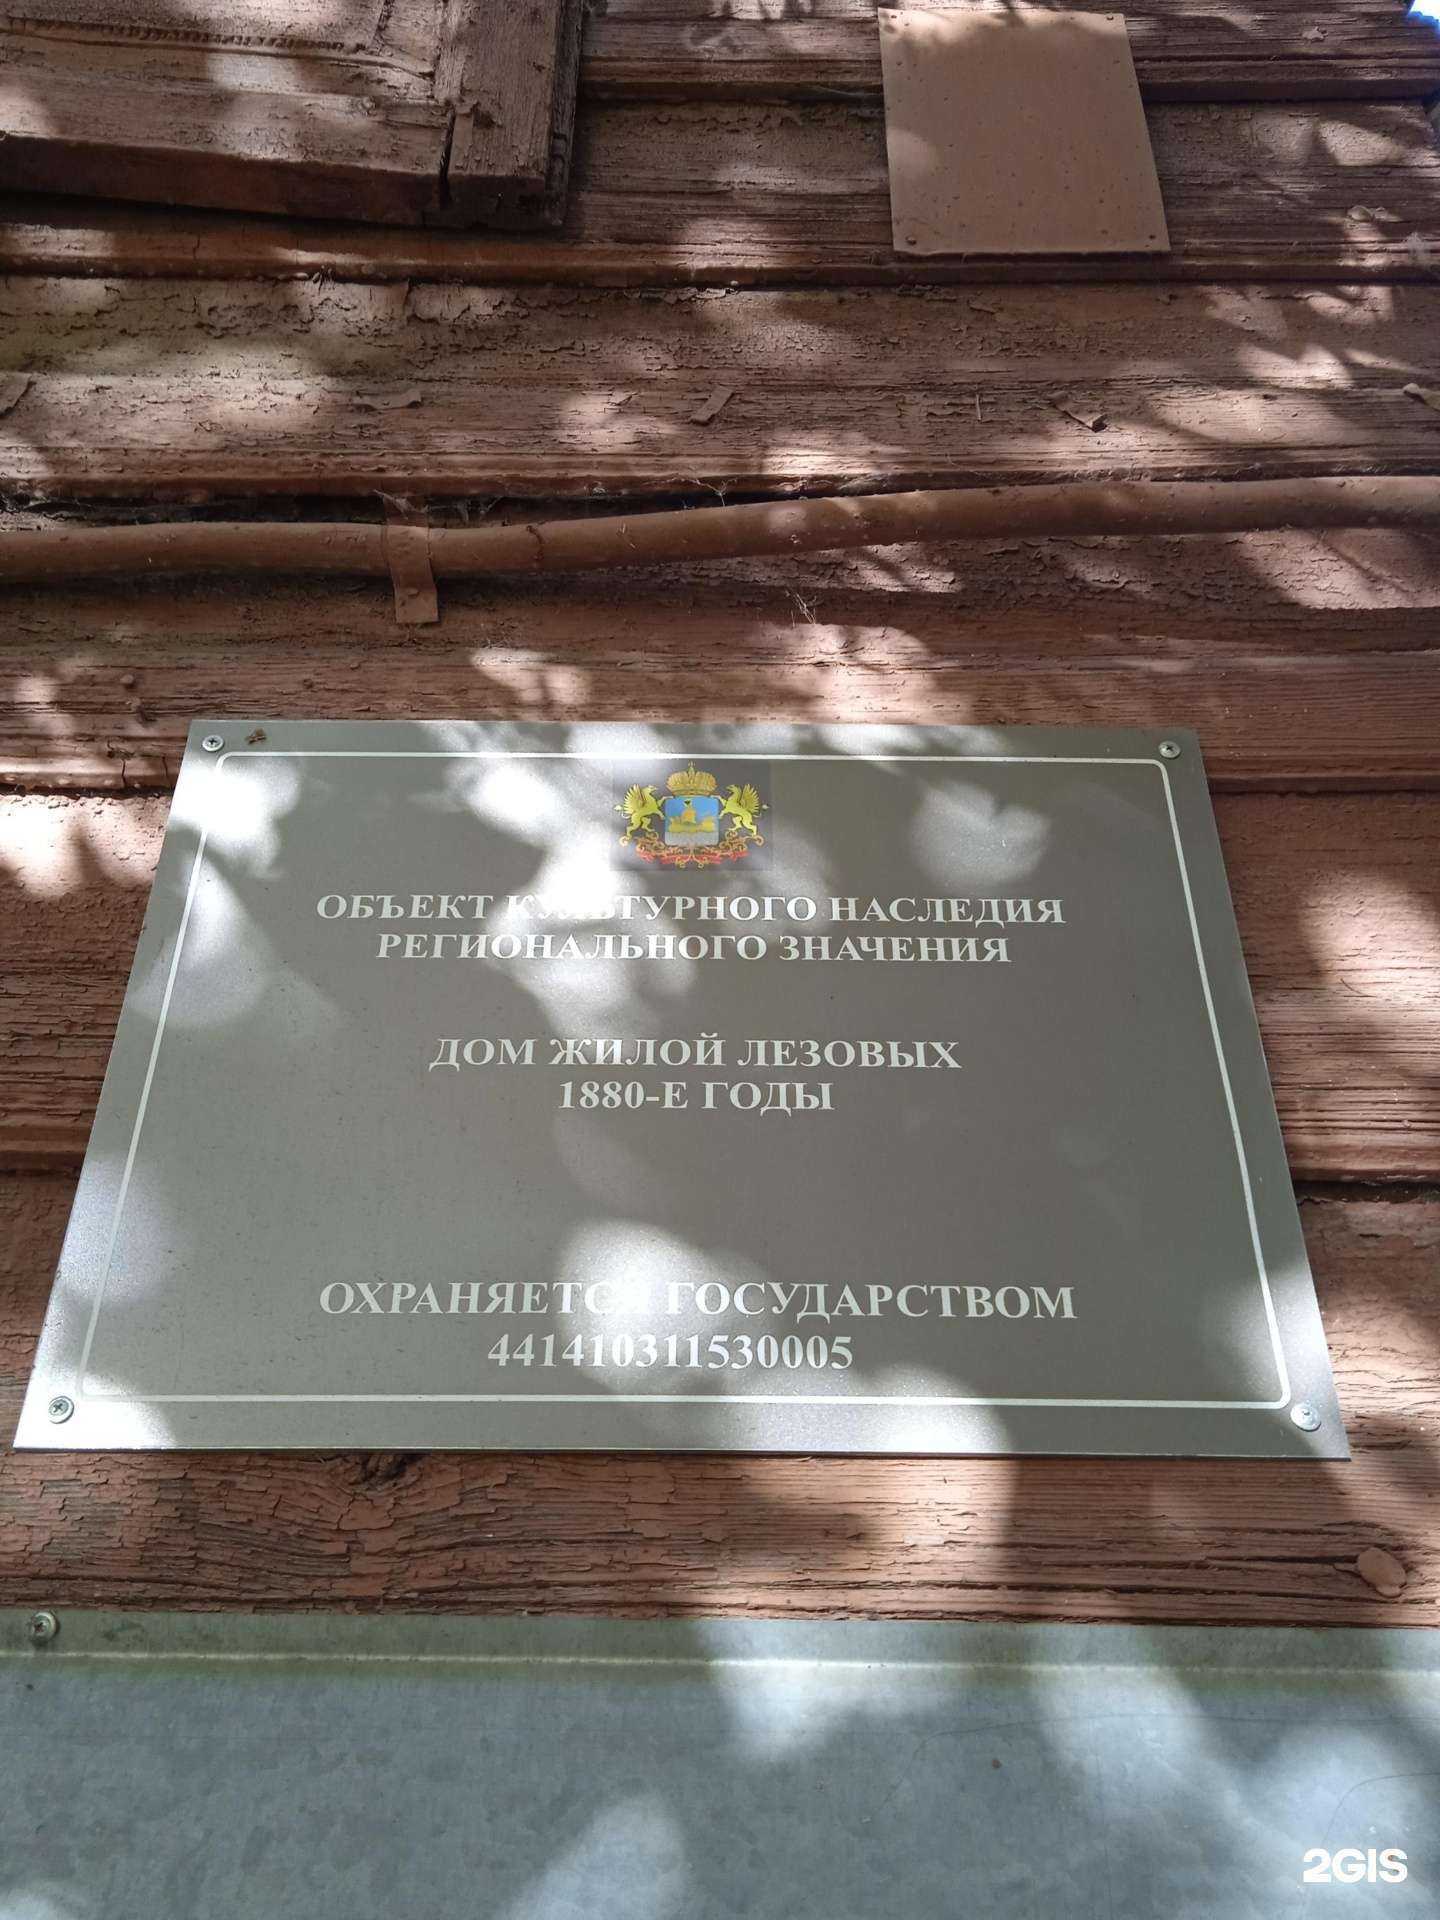 ОБЪЕКТ КУЛЬТУРНОГО НАСЛЕДИЯ
РЕГИОНАЛЬНОГО ЗНАЧЕНИЯ
ДОМ ЖИЛОЙ ЛЕЗОВЫХ
1880-Е ГОДЫ
ОХРАНЯЕТСЯ ГОСУДАРСТВОМ
441410311530005
2GIS